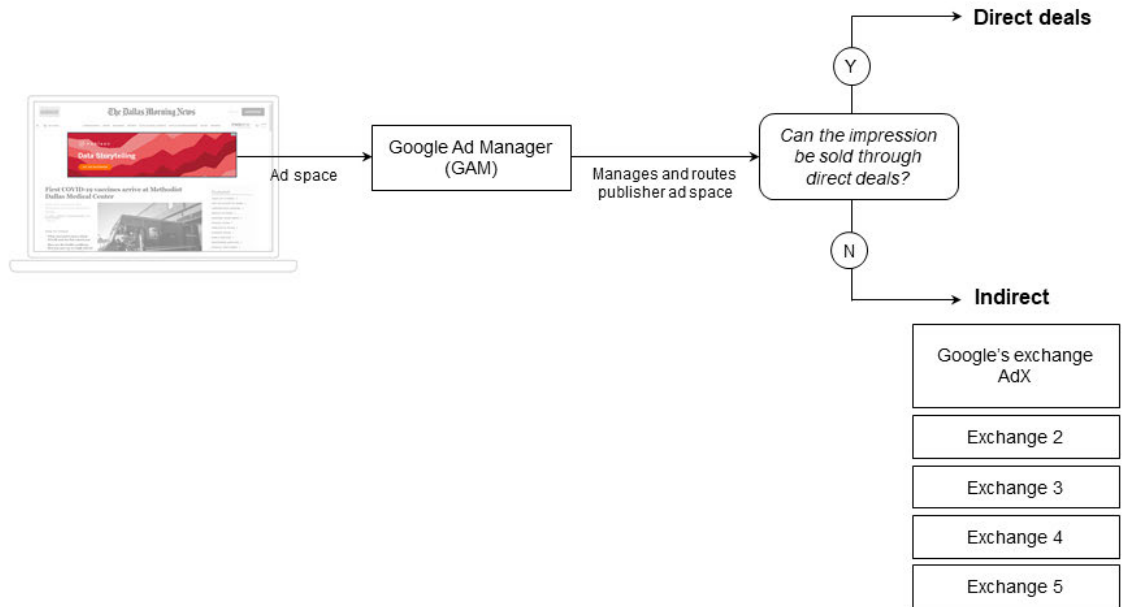 Direct deals
Y
The Dallas Morning News
Data Storytelling
Ad space
Google Ad Manager
(GAM)
Manages and routes
publisher ad space
Can the impression
be sold through
direct deals?
First COVID-19 vaccines arrive at Methodist
Dallas Medical Center
N
Indirect
Google's exchange
AdX
Exchange 2
Exchange 3
Exchange 4
Exchange 5